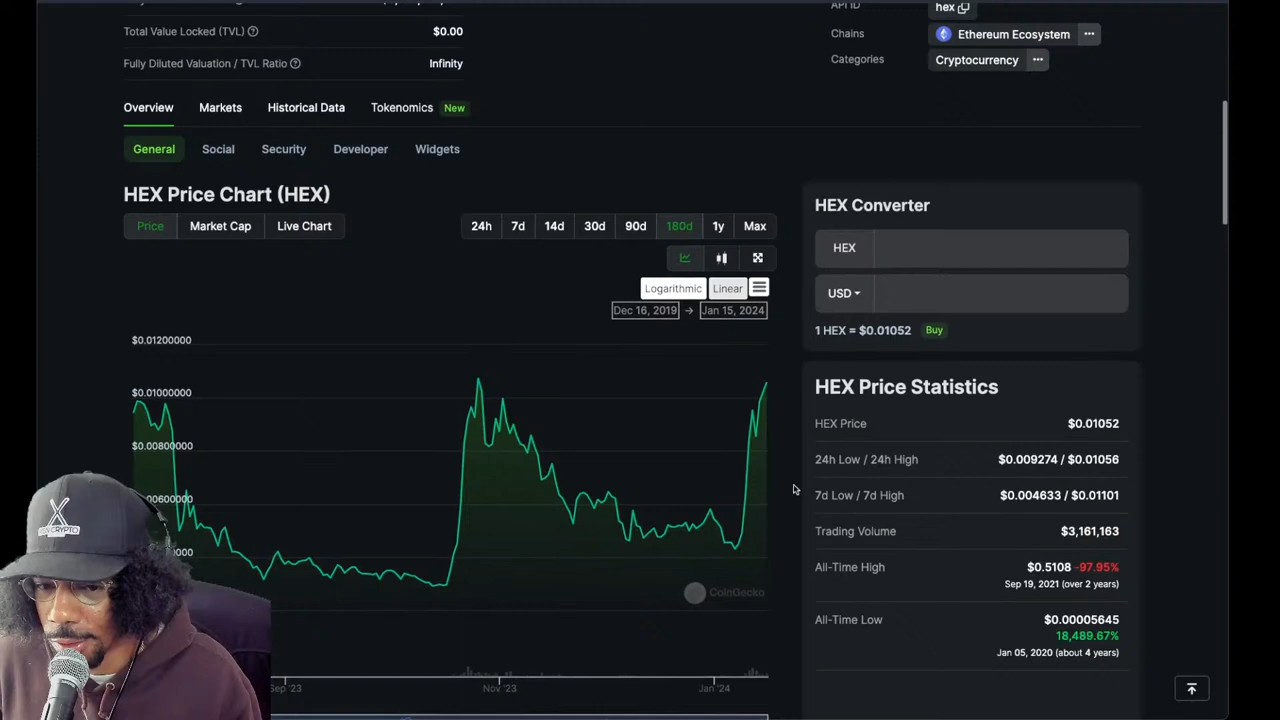 Total Value Locked (TVL) $0.00
Fully Diluted Valuation / TVL Ratio Infinity
API ID hex
Chains Ethereum Ecosystem
Categories Cryptocurrency
Overview Markets Historical Data Tokenomics New
General Social Security Developer Widgets
HEX Price Chart (HEX)
Price Market Cap Live Chart
24h 7d 14d 30d 90d 180d 1y Max
Logarithmic Linear
Dec 16, 2019 → Jan 15, 2024
$0.01200000
$0.01000000
$0.00800000
00600000
000
CoinGecko
Sep '23 Nov '23 Jan '24
HEX Converter
HEX
USD
1 HEX = $0.01052 Buy
HEX Price Statistics
HEX Price $0.01052
24h Low / 24h High $0.009274 / $0.01056
7d Low / 7d High $0.004633 / $0.01101
Trading Volume $3,161,163
All-Time High $0.5108 -97.95%
Sep 19, 2021 (over 2 years)
All-Time Low $0.00005645
18,489.67%
Jan 05, 2020 (about 4 years)
X
CRYPTO